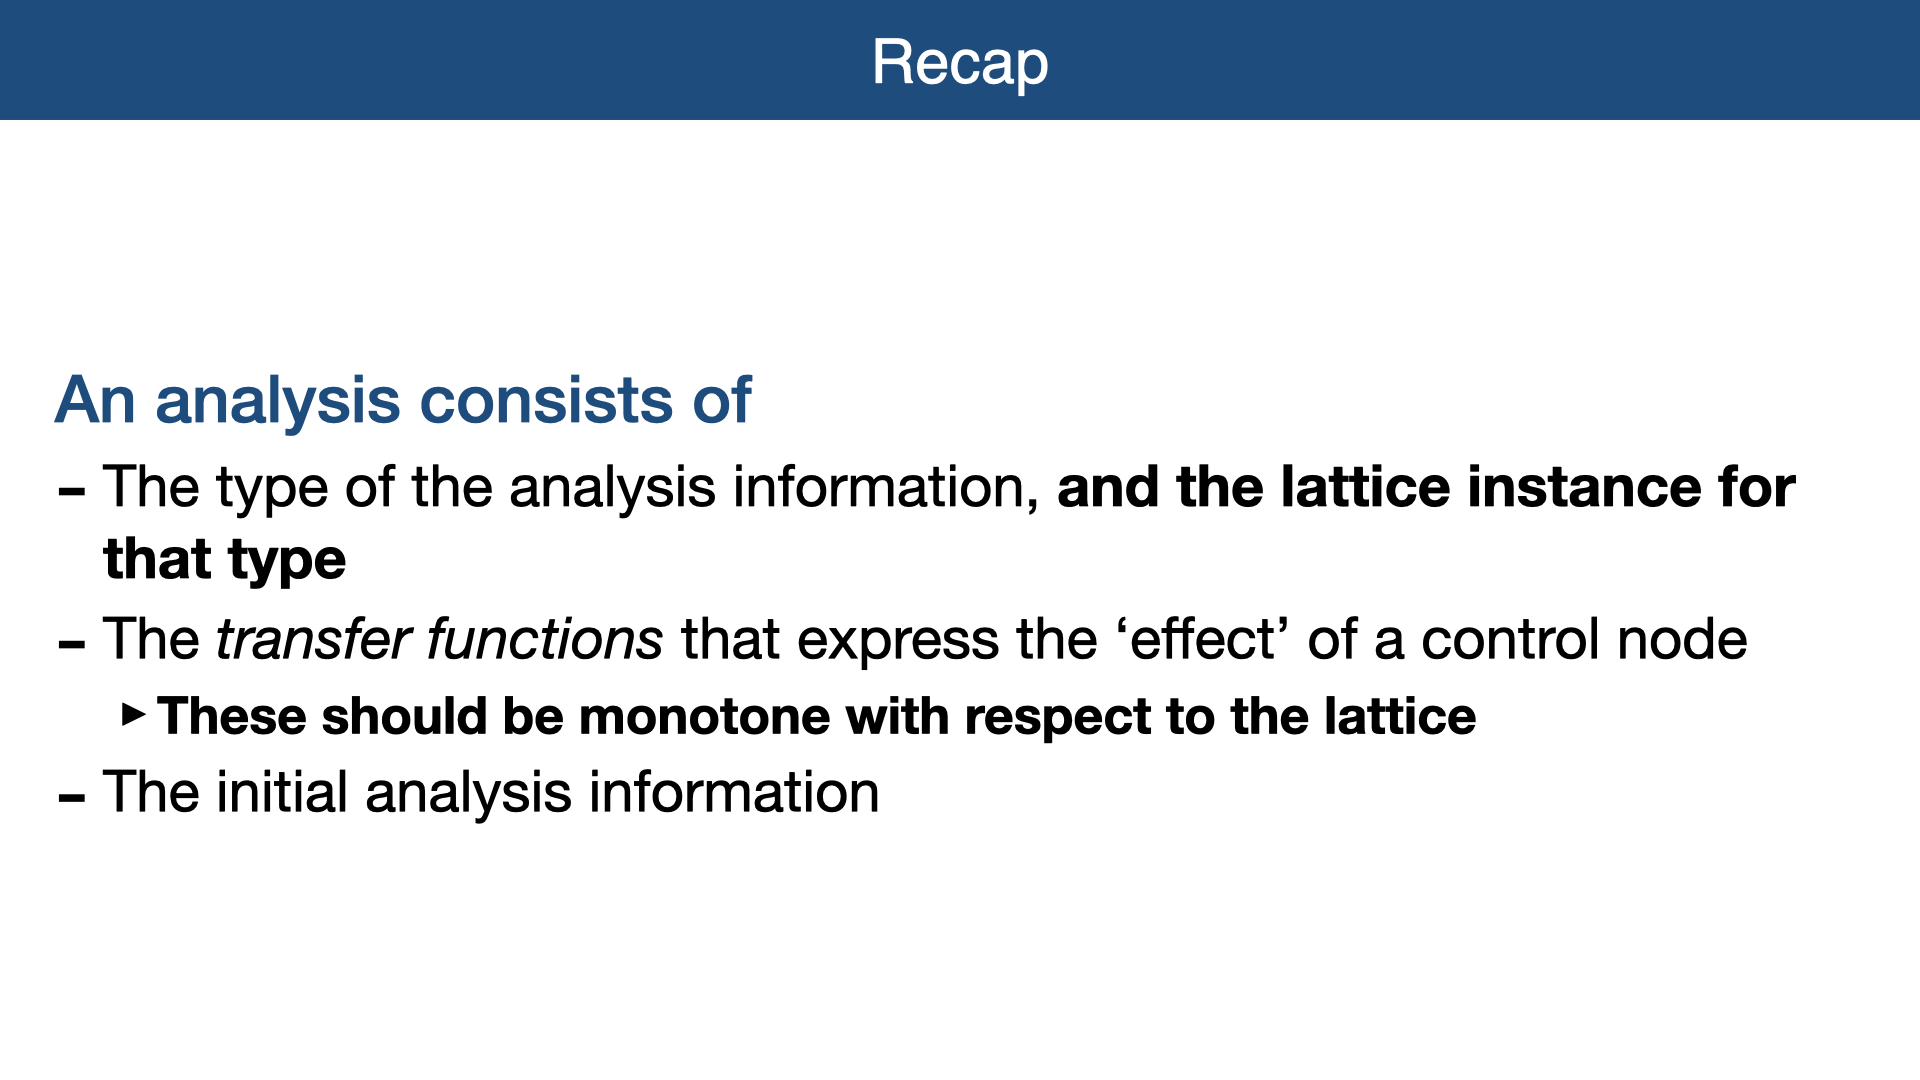 Recap
An analysis consists of
- The type of the analysis information, and the lattice instance for
that type
- The transfer functions that express the ‘effect’ of a control node
▸ These should be monotone with respect to the lattice
- The initial analysis information